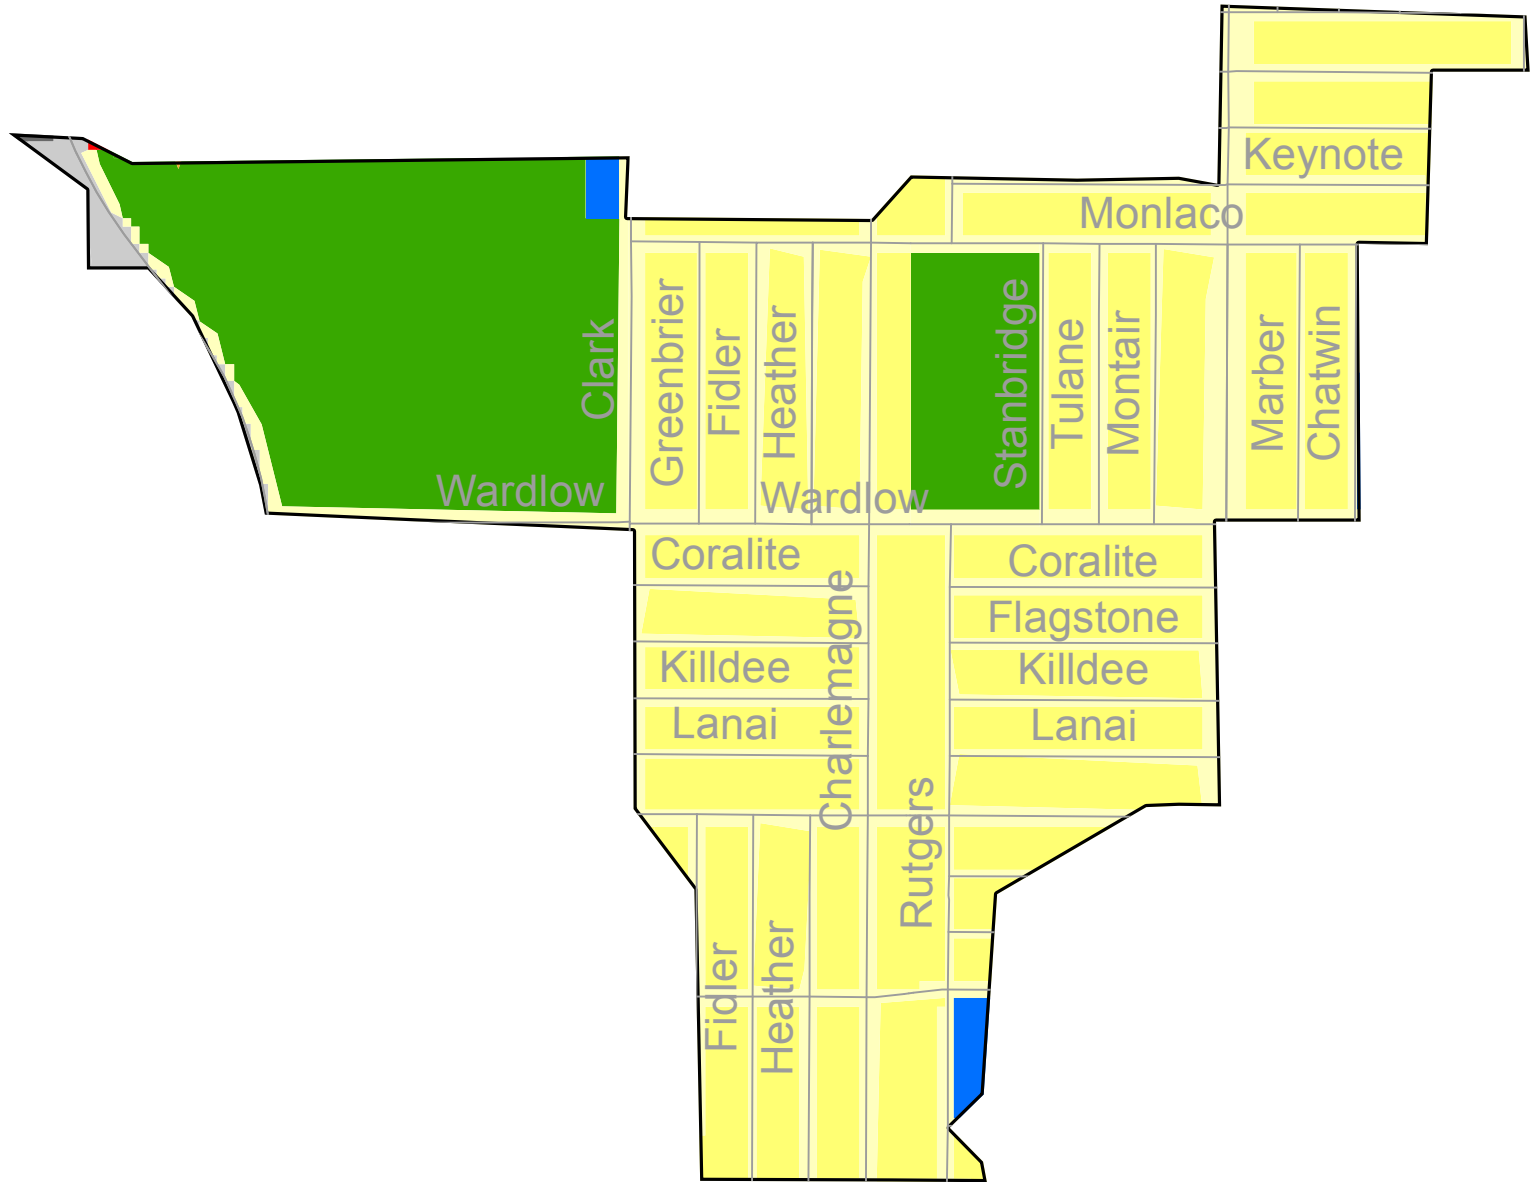 Keynote
Monlaco
Clark
Greenbrier
Fidler
Heather
Stanbridge
Tulane
Montair
Marber
Chatwin
Wardlow
Wardlow
Coralite
Coralite
Charlemagne
Flagstone
Killdee
Killdee
Lanai
Lanai
Rutgers
Fidler
Heather